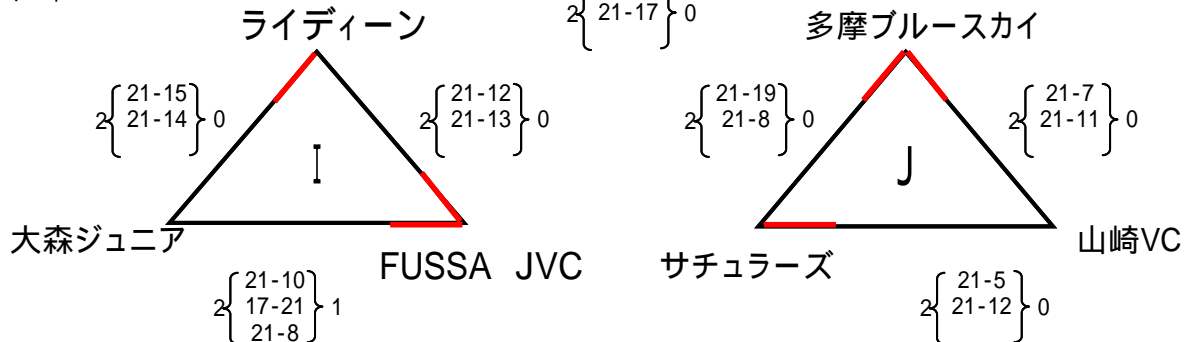 2{ 21-17 }0
ライディーン
多摩ブルースカイ
2{ 21-15 21-14 }0
2{ 21-12 21-13 }0
2{ 21-19 21-8 }0
2{ 21-7 21-11 }0
I
J
大森ジュニア
FUSSA JVC
サチュラーズ
山崎VC
2{ 21-10 17-21 21-8 }1
2{ 21-5 21-12 }0